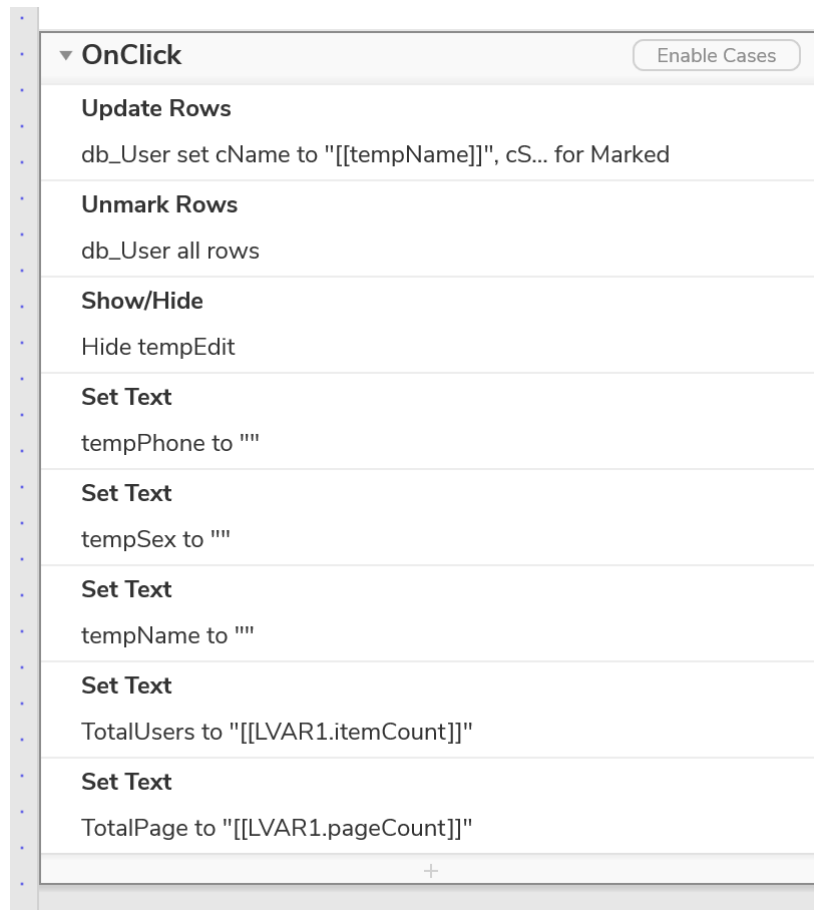 OnClick
Enable Cases
Update Rows
db_User set cName to "[[tempName]]", cS... for Marked
Unmark Rows
db_User all rows
Show/Hide
Hide tempEdit
Set Text
tempPhone to ""
Set Text
tempSex to ""
Set Text
tempName to ""
Set Text
TotalUsers to "[[LVAR1.itemCount]]"
Set Text
TotalPage to "[[LVAR1.pageCount]]"